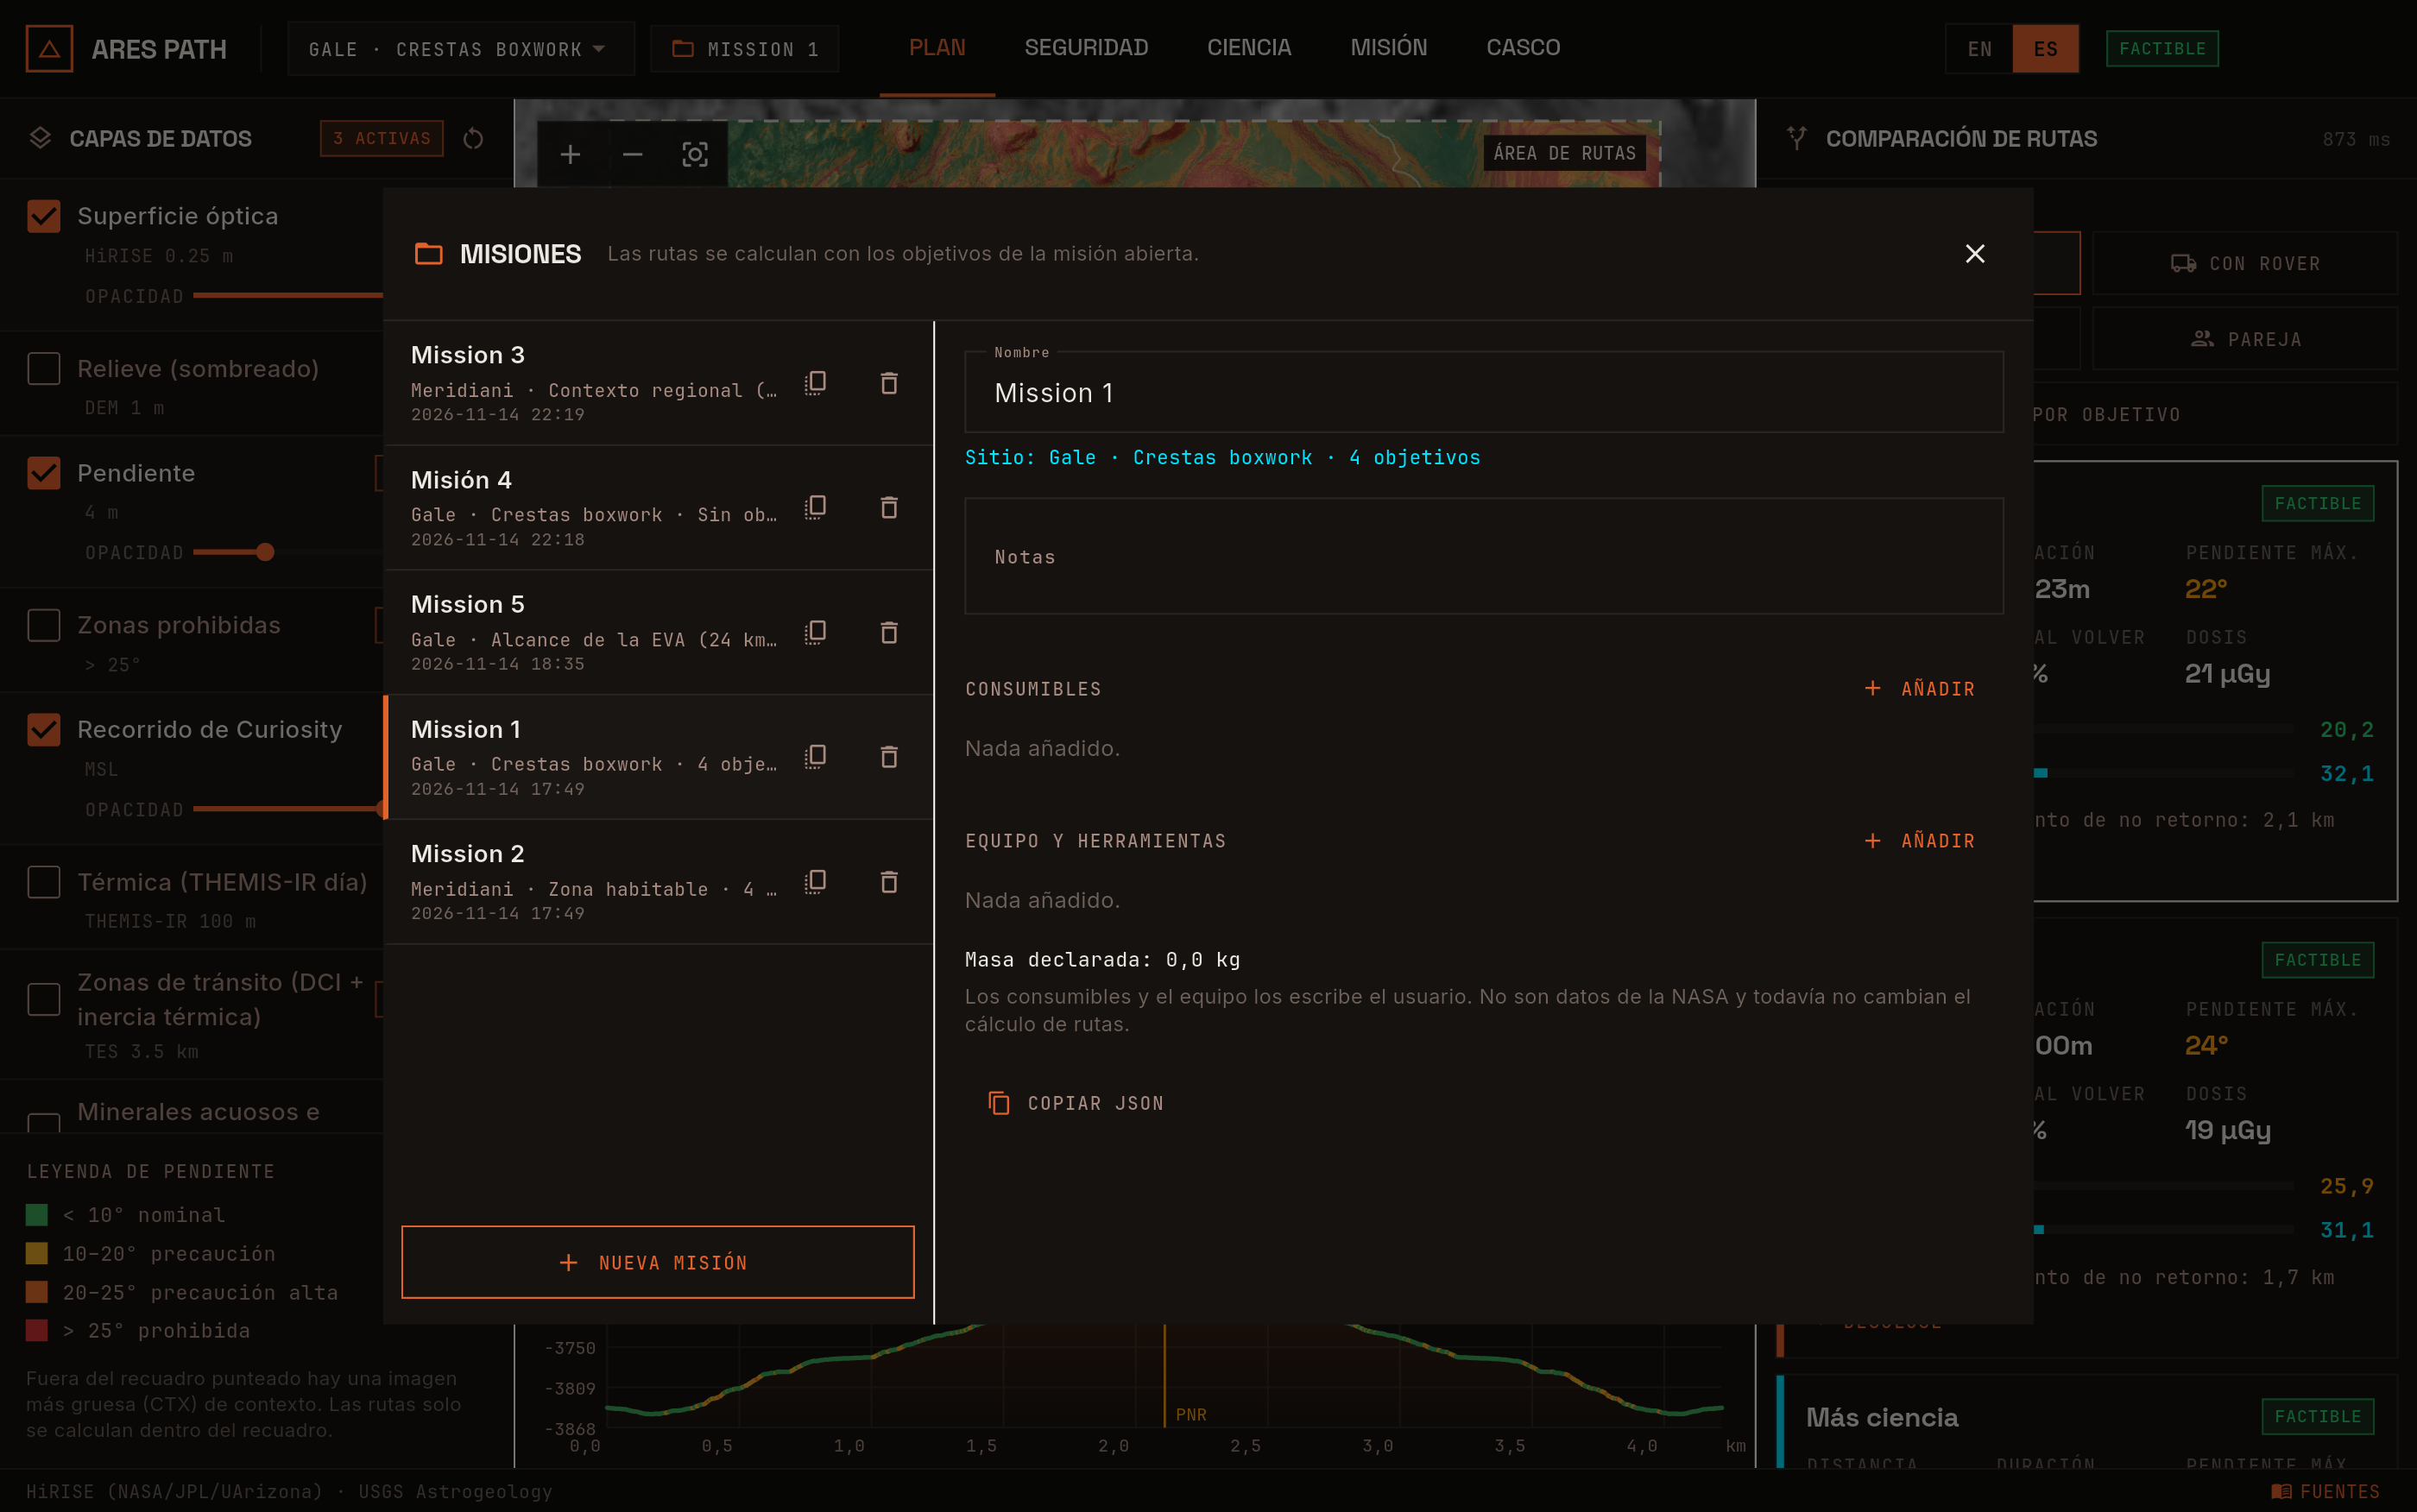 ARES PATH
GALE · CRESTAS BOXWORK
MISSION 1
PLAN
SEGURIDAD
CIENCIA
MISIÓN
CASCO
EN
ES
FACTIBLE
CAPAS DE DATOS
3 ACTIVAS
Superficie óptica
HiRISE 0.25 m
OPACIDAD
Relieve (sombreado)
DEM 1 m
Pendiente
4 m
OPACIDAD
Zonas prohibidas
> 25°
Recorrido de Curiosity
MSL
OPACIDAD
Térmica (THEMIS-IR día)
THEMIS-IR 100 m
Zonas de tránsito (DCI +
inercia térmica)
TES 3.5 km
Minerales acuosos e
LEYENDA DE PENDIENTE
< 10° nominal
10–20° precaución
20–25° precaución alta
> 25° prohibida
Fuera del recuadro punteado hay una imagen
más gruesa (CTX) de contexto. Las rutas solo
se calculan dentro del recuadro.
ÁREA DE RUTAS
MISIONES
Las rutas se calculan con los objetivos de la misión abierta.
Mission 3
Meridiani · Contexto regional (…
2026-11-14 22:19
Misión 4
Gale · Crestas boxwork · Sin ob…
2026-11-14 22:18
Mission 5
Gale · Alcance de la EVA (24 km…
2026-11-14 18:35
Mission 1
Gale · Crestas boxwork · 4 obje…
2026-11-14 17:49
Mission 2
Meridiani · Zona habitable · 4 …
2026-11-14 17:49
NUEVA MISIÓN
Nombre
Mission 1
Sitio: Gale · Crestas boxwork · 4 objetivos
Notas
CONSUMIBLES
AÑADIR
Nada añadido.
EQUIPO Y HERRAMIENTAS
AÑADIR
Nada añadido.
Masa declarada: 0,0 kg
Los consumibles y el equipo los escribe el usuario. No son datos de la NASA y todavía no cambian el
cálculo de rutas.
COPIAR JSON
-3750
-3809
-3868
PNR
0,0
0,5
1,0
1,5
2,0
2,5
3,0
3,5
4,0
km
COMPARACIÓN DE RUTAS
873 ms
CON ROVER
PAREJA
POR OBJETIVO
FACTIBLE
ACIÓN
PENDIENTE MÁX.
23m
22°
AL VOLVER
DOSIS
%
21 µGy
20,2
32,1
nto de no retorno: 2,1 km
FACTIBLE
ACIÓN
PENDIENTE MÁX.
00m
24°
AL VOLVER
DOSIS
%
19 µGy
25,9
31,1
nto de no retorno: 1,7 km
Más ciencia
FACTIBLE
DISTANCIA
DURACIÓN
PENDIENTE MÁX.
HiRISE (NASA/JPL/UArizona) · USGS Astrogeology
FUENTES